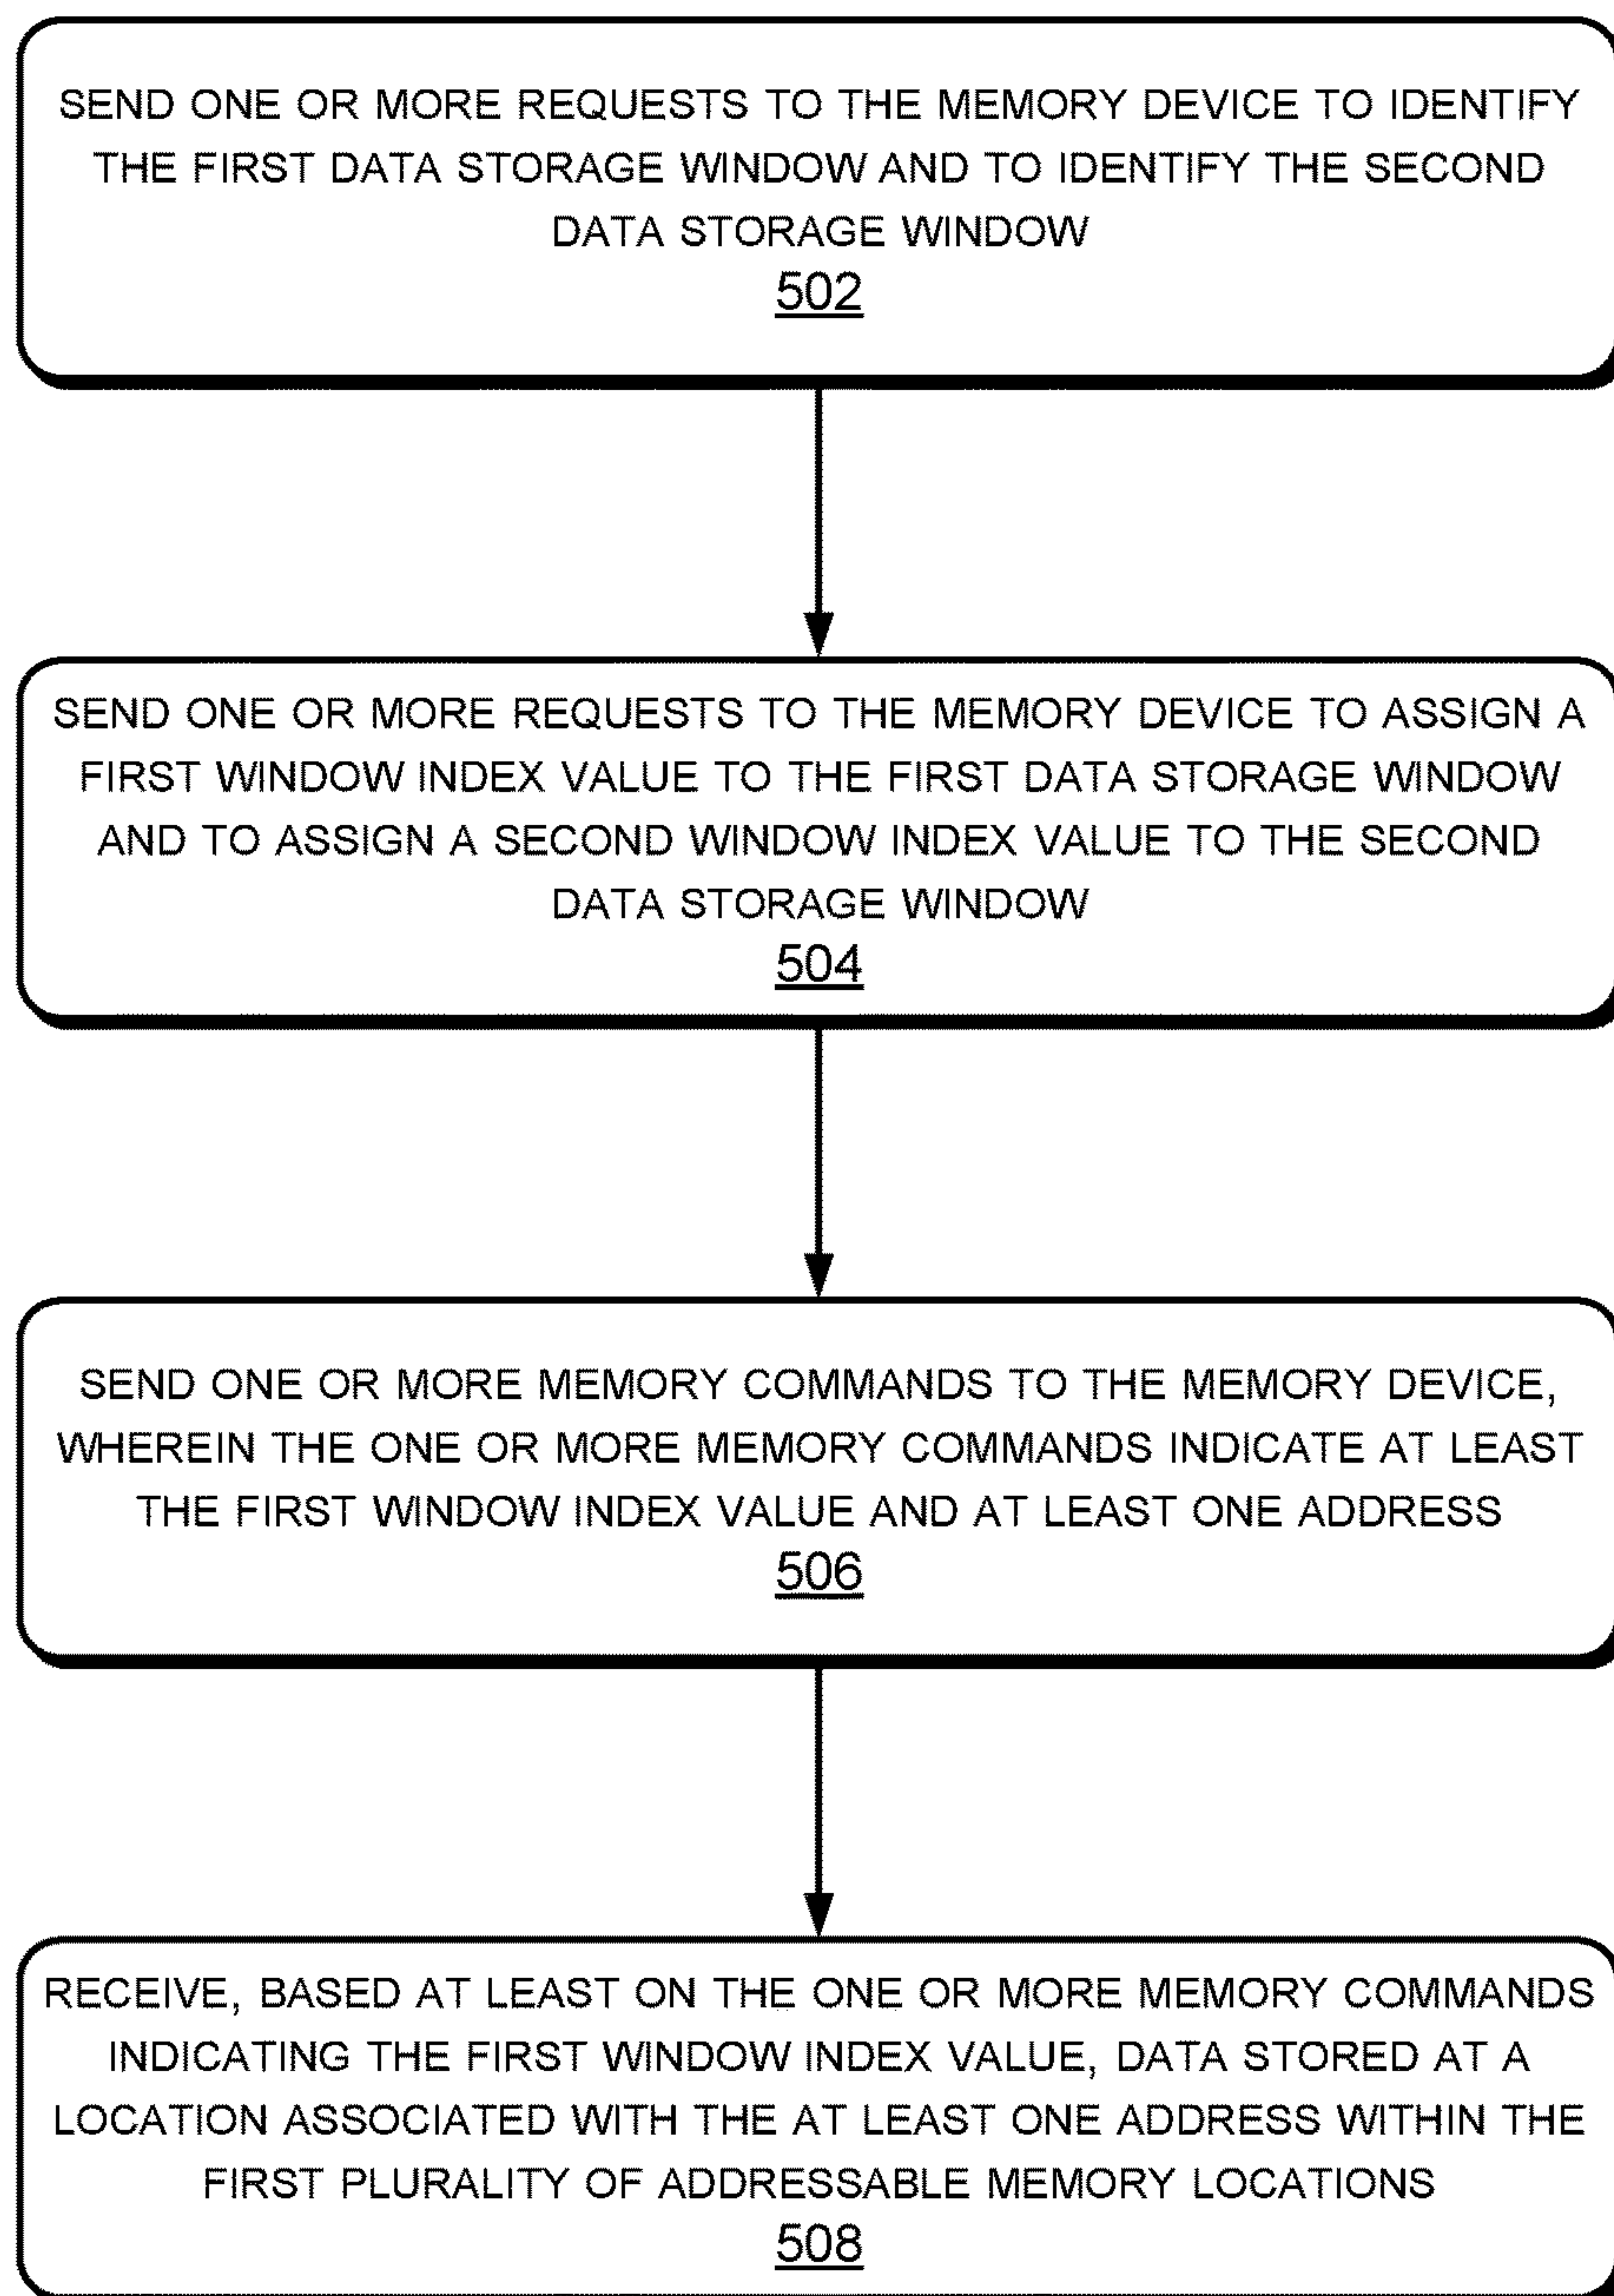 SEND ONE OR MORE REQUESTS TO THE MEMORY DEVICE TO IDENTIFY
THE FIRST DATA STORAGE WINDOW AND TO IDENTIFY THE SECOND
DATA STORAGE WINDOW
502
SEND ONE OR MORE REQUESTS TO THE MEMORY DEVICE TO ASSIGN A
FIRST WINDOW INDEX VALUE TO THE FIRST DATA STORAGE WINDOW
AND TO ASSIGN A SECOND WINDOW INDEX VALUE TO THE SECOND
DATA STORAGE WINDOW
504
SEND ONE OR MORE MEMORY COMMANDS TO THE MEMORY DEVICE,
WHEREIN THE ONE OR MORE MEMORY COMMANDS INDICATE AT LEAST
THE FIRST WINDOW INDEX VALUE AND AT LEAST ONE ADDRESS
506
RECEIVE, BASED AT LEAST ON THE ONE OR MORE MEMORY COMMANDS
INDICATING THE FIRST WINDOW INDEX VALUE, DATA STORED AT A
LOCATION ASSOCIATED WITH THE AT LEAST ONE ADDRESS WITHIN THE
FIRST PLURALITY OF ADDRESSABLE MEMORY LOCATIONS
508